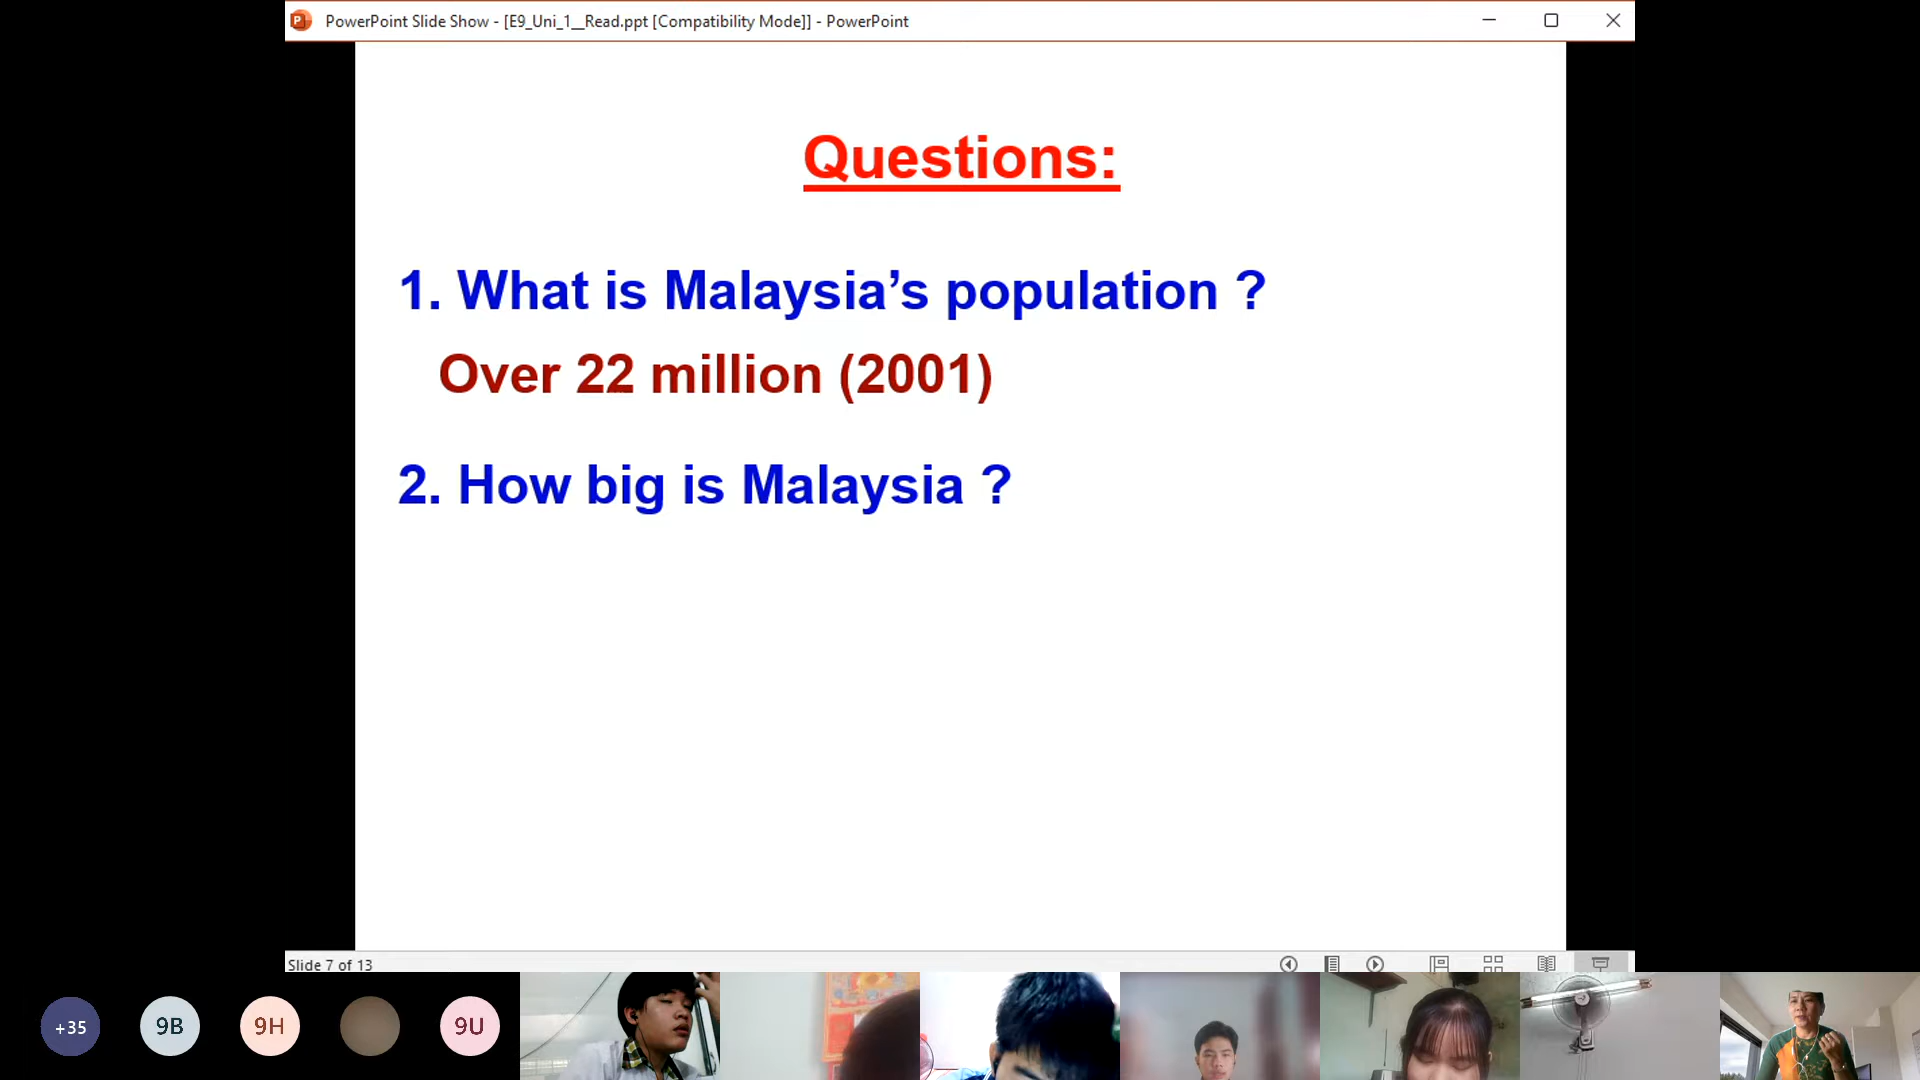 PowerPoint Slide Show - [E9_Uni_1__Read.ppt [Compatibility Mode]] - PowerPoint
Questions:
1. What is Malaysia’s population ?
Over 22 million (2001)
2. How big is Malaysia ?
Slide 7 of 13
+35
9B
9H
9U